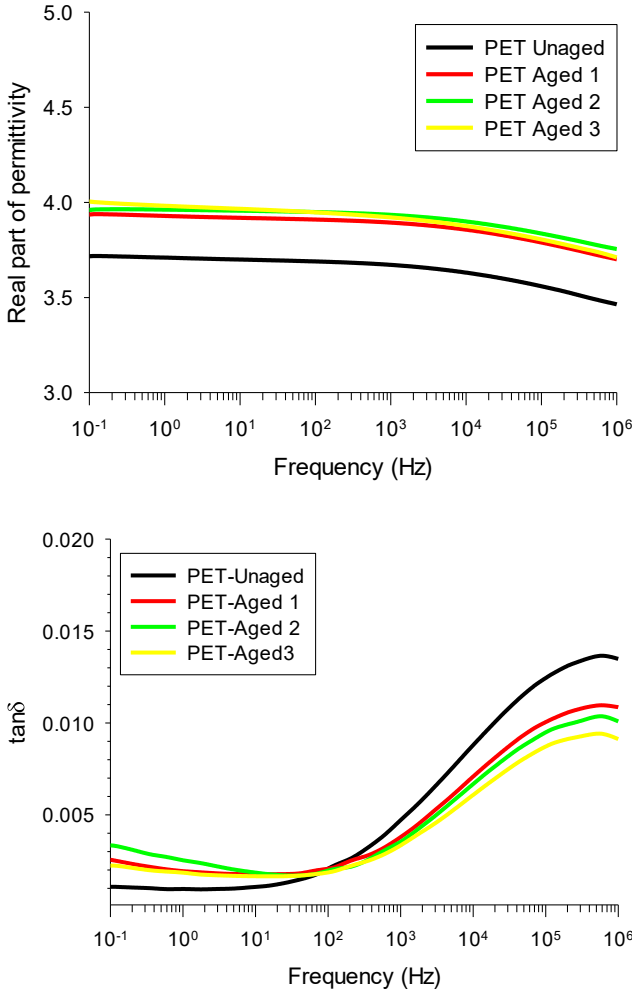 5.0
PET Unaged
PET Aged 1
PET Aged 2
PET Aged 3
4.5
4.0
3.5
3.0
Real part of permittivity
10-1 100 101 102 103 104 105 106
Frequency (Hz)
0.020
PET-Unaged
PET-Aged 1
PET-Aged 2
PET-Aged3
0.015
0.010
0.005
tanδ
10-1 100 101 102 103 104 105 106
Frequency (Hz)